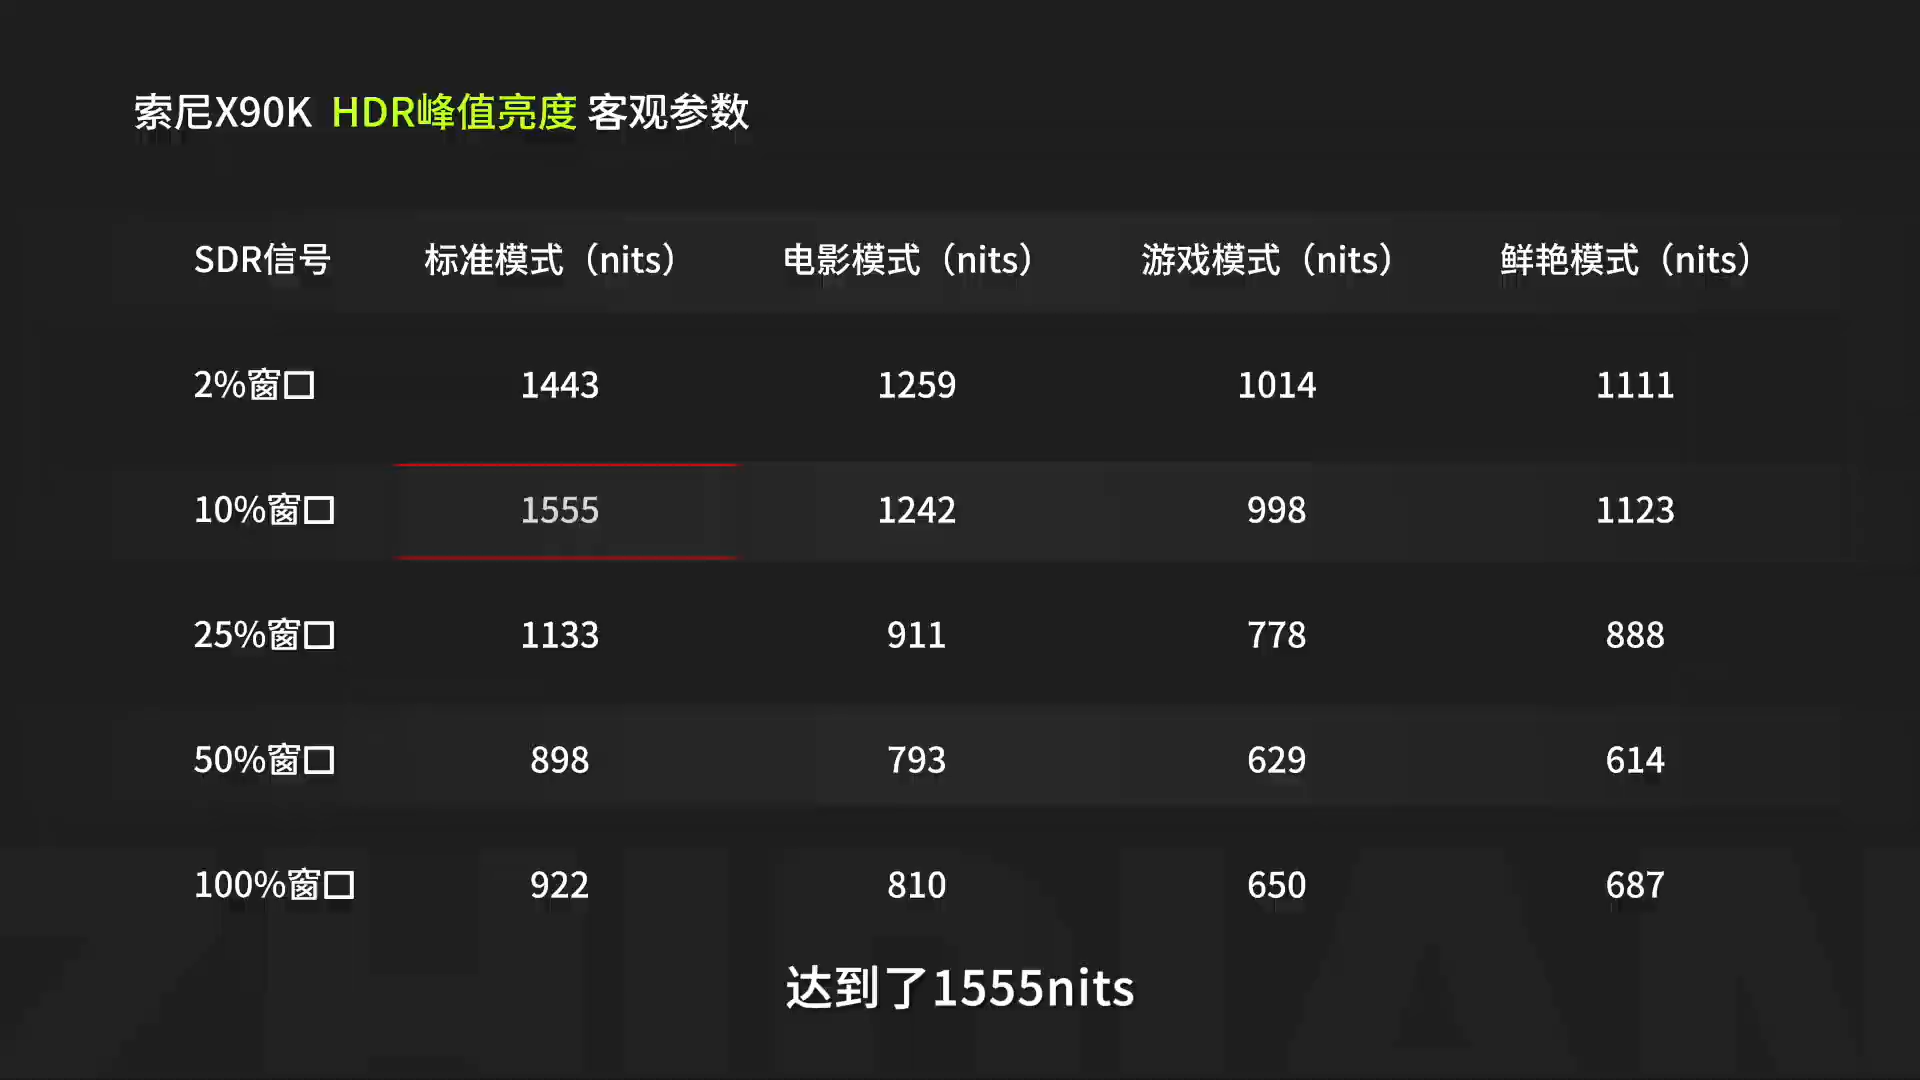 索尼X90K HDR峰值亮度 客观参数
SDR信号 标准模式（nits） 电影模式（nits） 游戏模式（nits） 鲜艳模式（nits）
2%窗口 1443 1259 1014 1111
10%窗口 1555 1242 998 1123
25%窗口 1133 911 778 888
50%窗口 898 793 629 614
100%窗口 922 810 650 687
达到了1555nits
ZHIDIAN